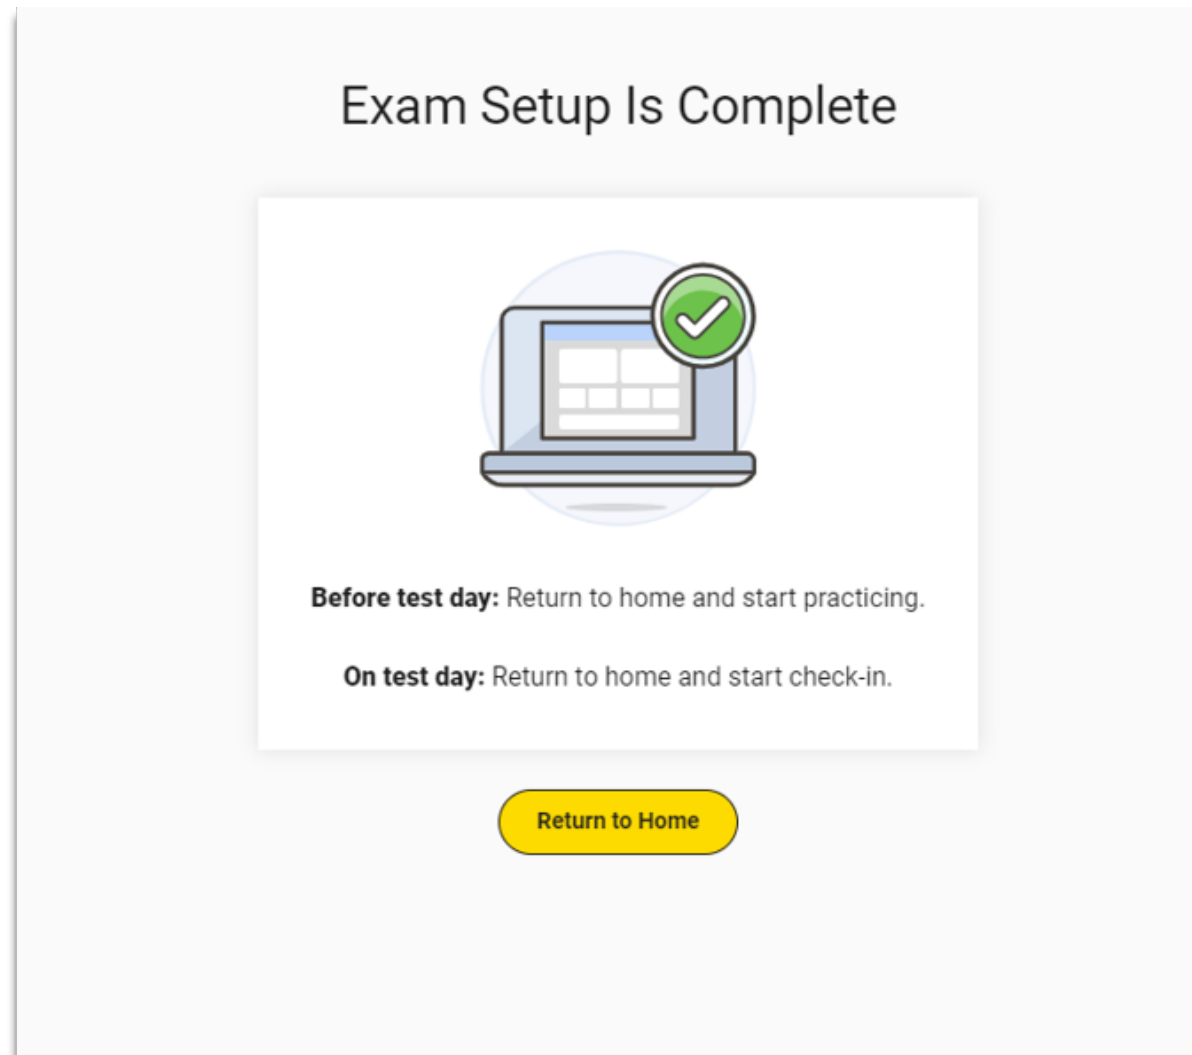 Exam Setup Is Complete
Before test day: Return to home and start practicing.
On test day: Return to home and start check-in.
Return to Home